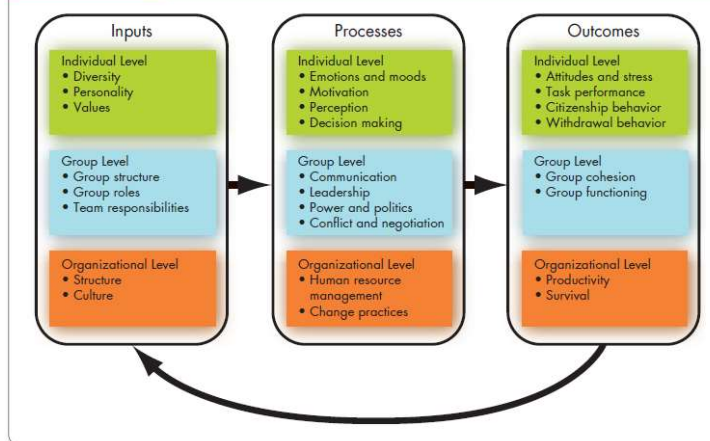 Inputs
Individual Level
• Diversity
• Personality
• Values
Group Level
• Group structure
• Group roles
• Team responsibilities
Organizational Level
• Structure
• Culture
Processes
Individual Level
• Emotions and moods
• Motivation
• Perception
• Decision making
Group Level
• Communication
• Leadership
• Power and politics
• Conflict and negotiation
Organizational Level
• Human resource
management
• Change practices
Outcomes
Individual Level
• Attitudes and stress
• Task performance
• Citizenship behavior
• Withdrawal behavior
Group Level
• Group cohesion
• Group functioning
Organizational Level
• Productivity
• Survival